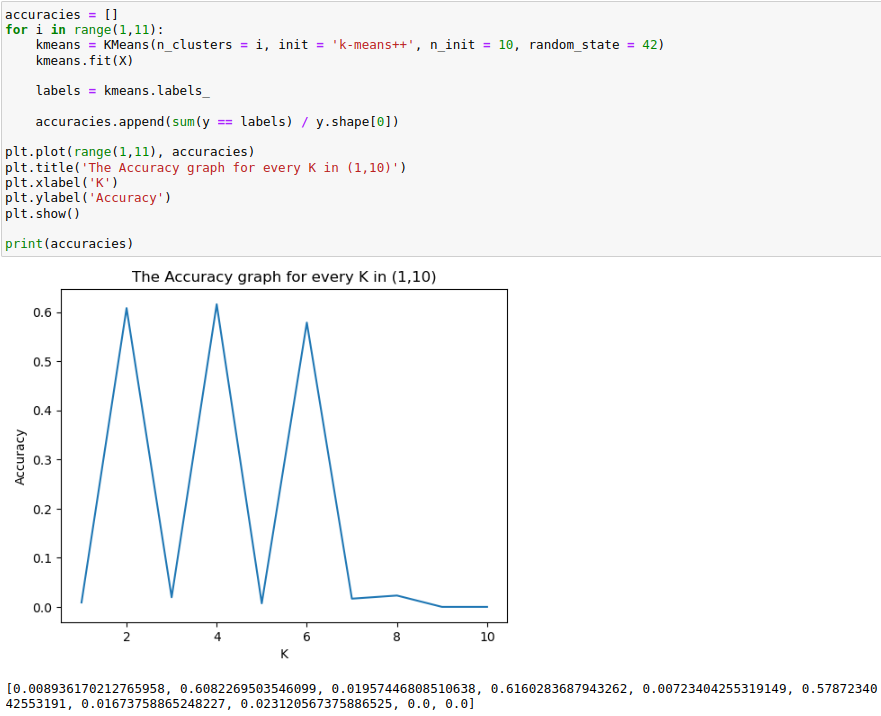 accuracies = []
for i in range(1,11):
    kmeans = KMeans(n_clusters = i, init = 'k-means++', n_init = 10, random_state = 42)
    kmeans.fit(X)
    labels = kmeans.labels_
    accuracies.append(sum(y == labels) / y.shape[0])
plt.plot(range(1,11), accuracies)
plt.title('The Accuracy graph for every K in (1,10)')
plt.xlabel('K')
plt.ylabel('Accuracy')
plt.show()
print(accuracies)
The Accuracy graph for every K in (1,10)
Accuracy
0.6
0.5
0.4
0.3
0.2
0.1
0.0
2 4 6 8 10
K
[0.008936170212765958, 0.6082269503546099, 0.01957446808510638, 0.6160283687943262, 0.00723404255319149, 0.57872340
42553191, 0.01673758865248227, 0.023120567375886525, 0.0, 0.0]